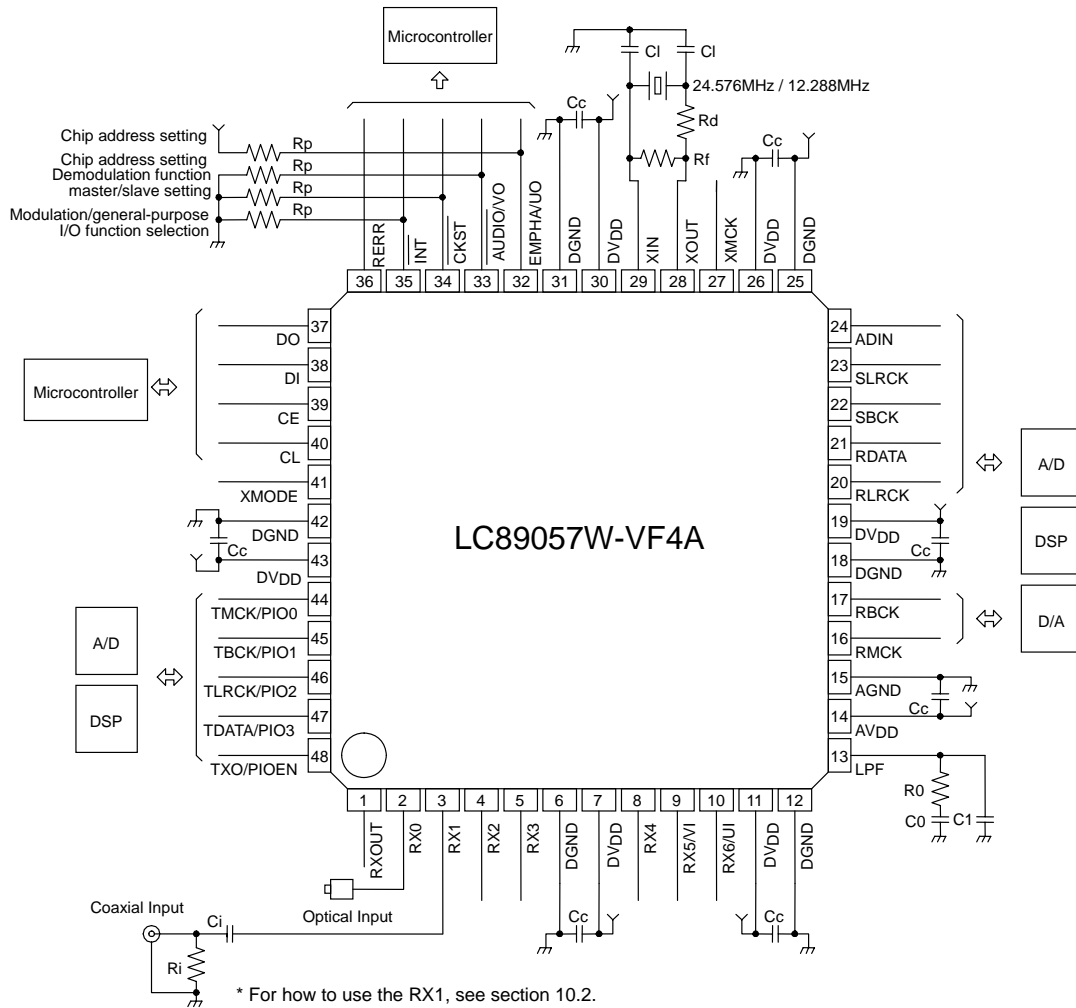 Microcontroller
Cl
Cl
24.576MHz / 12.288MHz
Cc
Rd
Cc
Rf
Chip address setting
Rp
Chip address setting
Rp
Demodulation function
master/slave setting
Rp
Modulation/general-purpose
I/O function selection
Rp
RERR
INT
CKST
AUDIO/VO
EMPHA/UO
DGND
DVDD
XIN
XOUT
XMCK
DVDD
DGND
36
35
34
33
32
31
30
29
28
27
26
25
Microcontroller
37
DO
38
DI
39
CE
40
CL
41
XMODE
42
DGND
Cc
43
DVDD
44
TMCK/PIO0
45
TBCK/PIO1
46
TLRCK/PIO2
47
TDATA/PIO3
48
TXO/PIOEN
A/D
DSP
LC89057W-VF4A
24
ADIN
23
SLRCK
22
SBCK
21
RDATA
20
RLRCK
19
DVDD
Cc
18
DGND
17
RBCK
16
RMCK
15
AGND
Cc
14
AVDD
13
LPF
R0
C0
C1
A/D
DSP
D/A
1
2
3
4
5
6
7
8
9
10
11
12
RXOUT
RX0
RX1
RX2
RX3
DGND
DVDD
RX4
RX5/VI
RX6/UI
DVDD
DGND
Optical Input
Coaxial Input
Ci
Ri
Cc
Cc
* For how to use the RX1, see section 10.2.